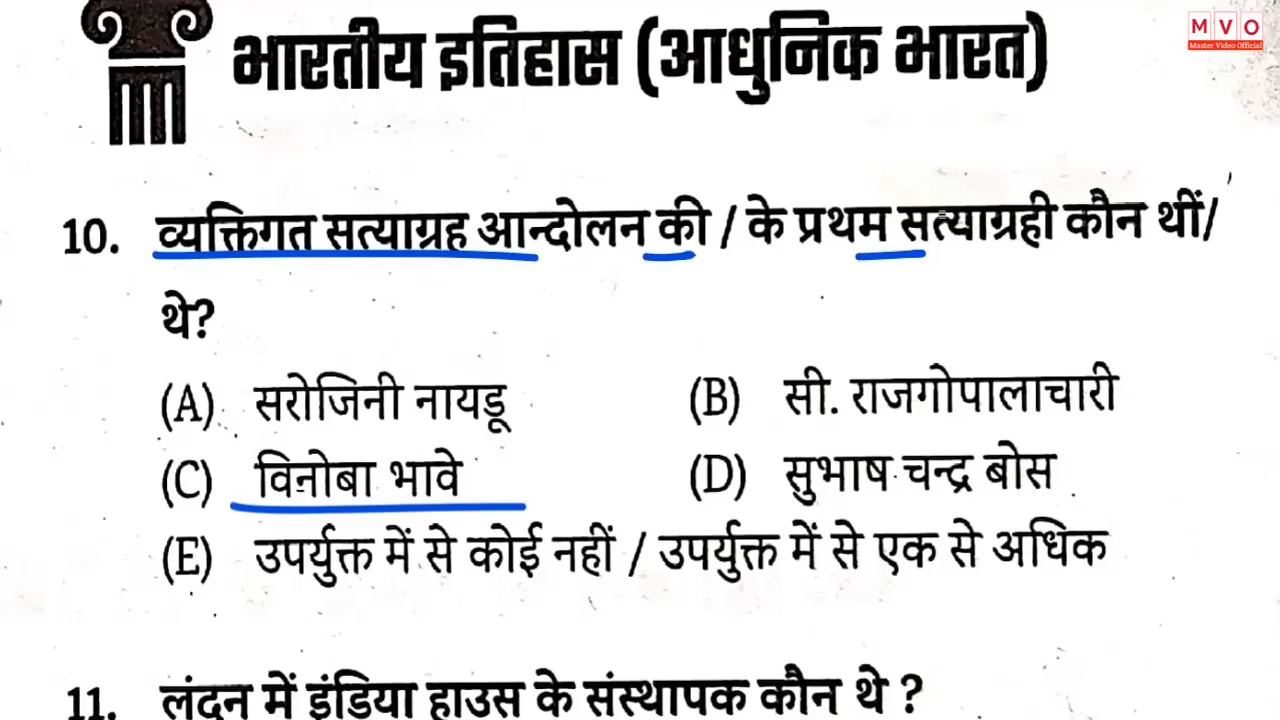 M V O
Master Video Official
भारतीय इतिहास (आधुनिक भारत)
10. व्यक्तिगत सत्याग्रह आन्दोलन की / के प्रथम सत्याग्रही कौन थीं/
थे?
(A) सरोजिनी नायडू (B) सी. राजगोपालाचारी
(C) विनोबा भावे (D) सुभाष चन्द्र बोस
(E) उपर्युक्त में से कोई नहीं / उपर्युक्त में से एक से अधिक
11. लंदन में इंडिया हाउस के संस्थापक कौन थे ?